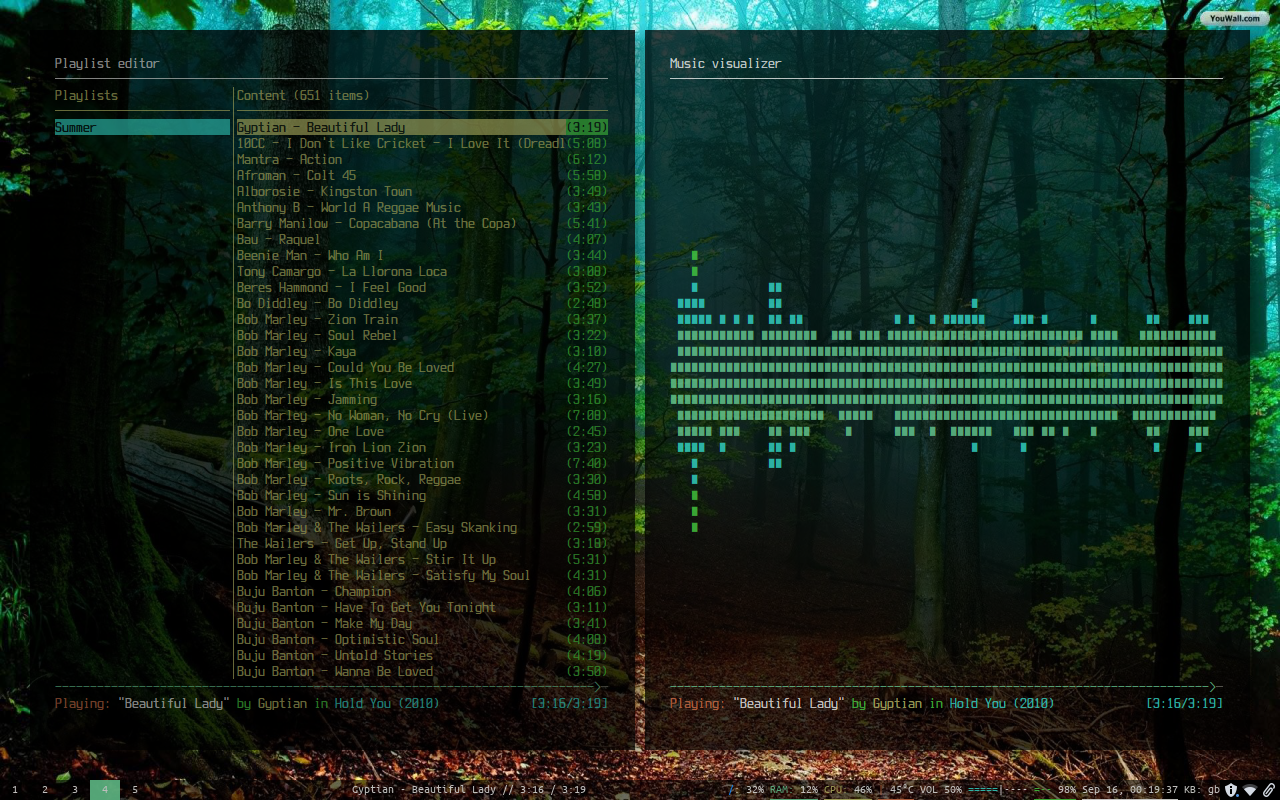 YouWall.com
Playlist editor
Playlists
Content (651 items)
Summer
Gyptian - Beautiful Lady (3:19)
10CC - I Don't Like Cricket - I Love It (Dreadl(5:08)
Mantra - Action (6:12)
Afroman - Colt 45 (5:50)
Alborosie - Kingston Town (3:49)
Anthony B - World A Reggae Music (3:43)
Barry Manilow - Copacabana (At the Copa) (5:41)
Bau - Raquel (4:07)
Beenie Man - Who Am I (3:44)
Tony Camargo - La Llorona Loca (3:08)
Beres Hammond - I Feel Good (3:52)
Bo Diddley - Bo Diddley (2:48)
Bob Marley - Zion Train (3:37)
Bob Marley - Soul Rebel (3:22)
Bob Marley - Kaya (3:10)
Bob Marley - Could You Be Loved (4:27)
Bob Marley - Is This Love (3:49)
Bob Marley - Jamming (3:16)
Bob Marley - No Woman, No Cry (Live) (7:08)
Bob Marley - One Love (2:45)
Bob Marley - Iron Lion Zion (3:23)
Bob Marley - Positive Vibration (7:40)
Bob Marley - Roots, Rock, Reggae (3:30)
Bob Marley - Sun is Shining (4:58)
Bob Marley - Mr. Brown (3:31)
Bob Marley & The Wailers - Easy Skanking (2:59)
The Wailers - Get Up, Stand Up (3:18)
Bob Marley & The Wailers - Stir It Up (5:31)
Bob Marley & The Wailers - Satisfy My Soul (4:31)
Buju Banton - Champion (4:06)
Buju Banton - Have To Get You Tonight (3:11)
Buju Banton - Make My Day (3:41)
Buju Banton - Optimistic Soul (4:08)
Buju Banton - Untold Stories (4:19)
Buju Banton - Wanna Be Loved (3:50)
Playing: "Beautiful Lady" by Gyptian in Hold You (2010) [3:16/3:19]
Music visualizer
Playing: "Beautiful Lady" by Gyptian in Hold You (2010) [3:16/3:19]
1 2 3 4 5 Gyptian - Beautiful Lady // 3:16 / 3:19 /: 32% RAM: 12% CPU: 46% | 45°C VOL 50% =====|---- =- 98% Sep 16, 00:19:37 KB: gb